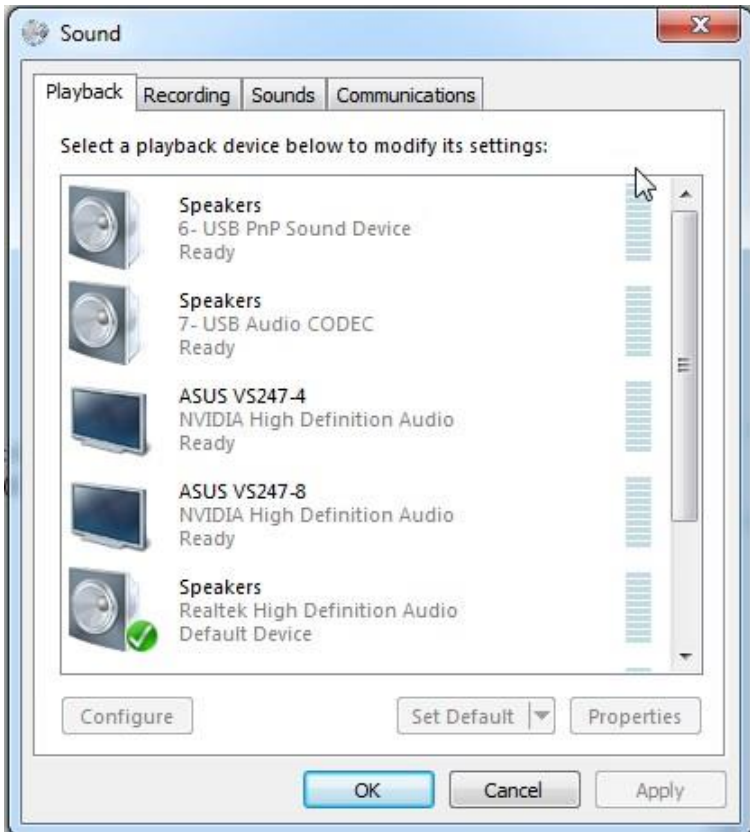 Sound
Playback Recording Sounds Communications
Select a playback device below to modify its settings:
Speakers
6- USB PnP Sound Device
Ready
Speakers
7- USB Audio CODEC
Ready
ASUS VS247-4
NVIDIA High Definition Audio
Ready
ASUS VS247-8
NVIDIA High Definition Audio
Ready
Speakers
Realtek High Definition Audio
Default Device
Configure Set Default Properties
OK Cancel Apply